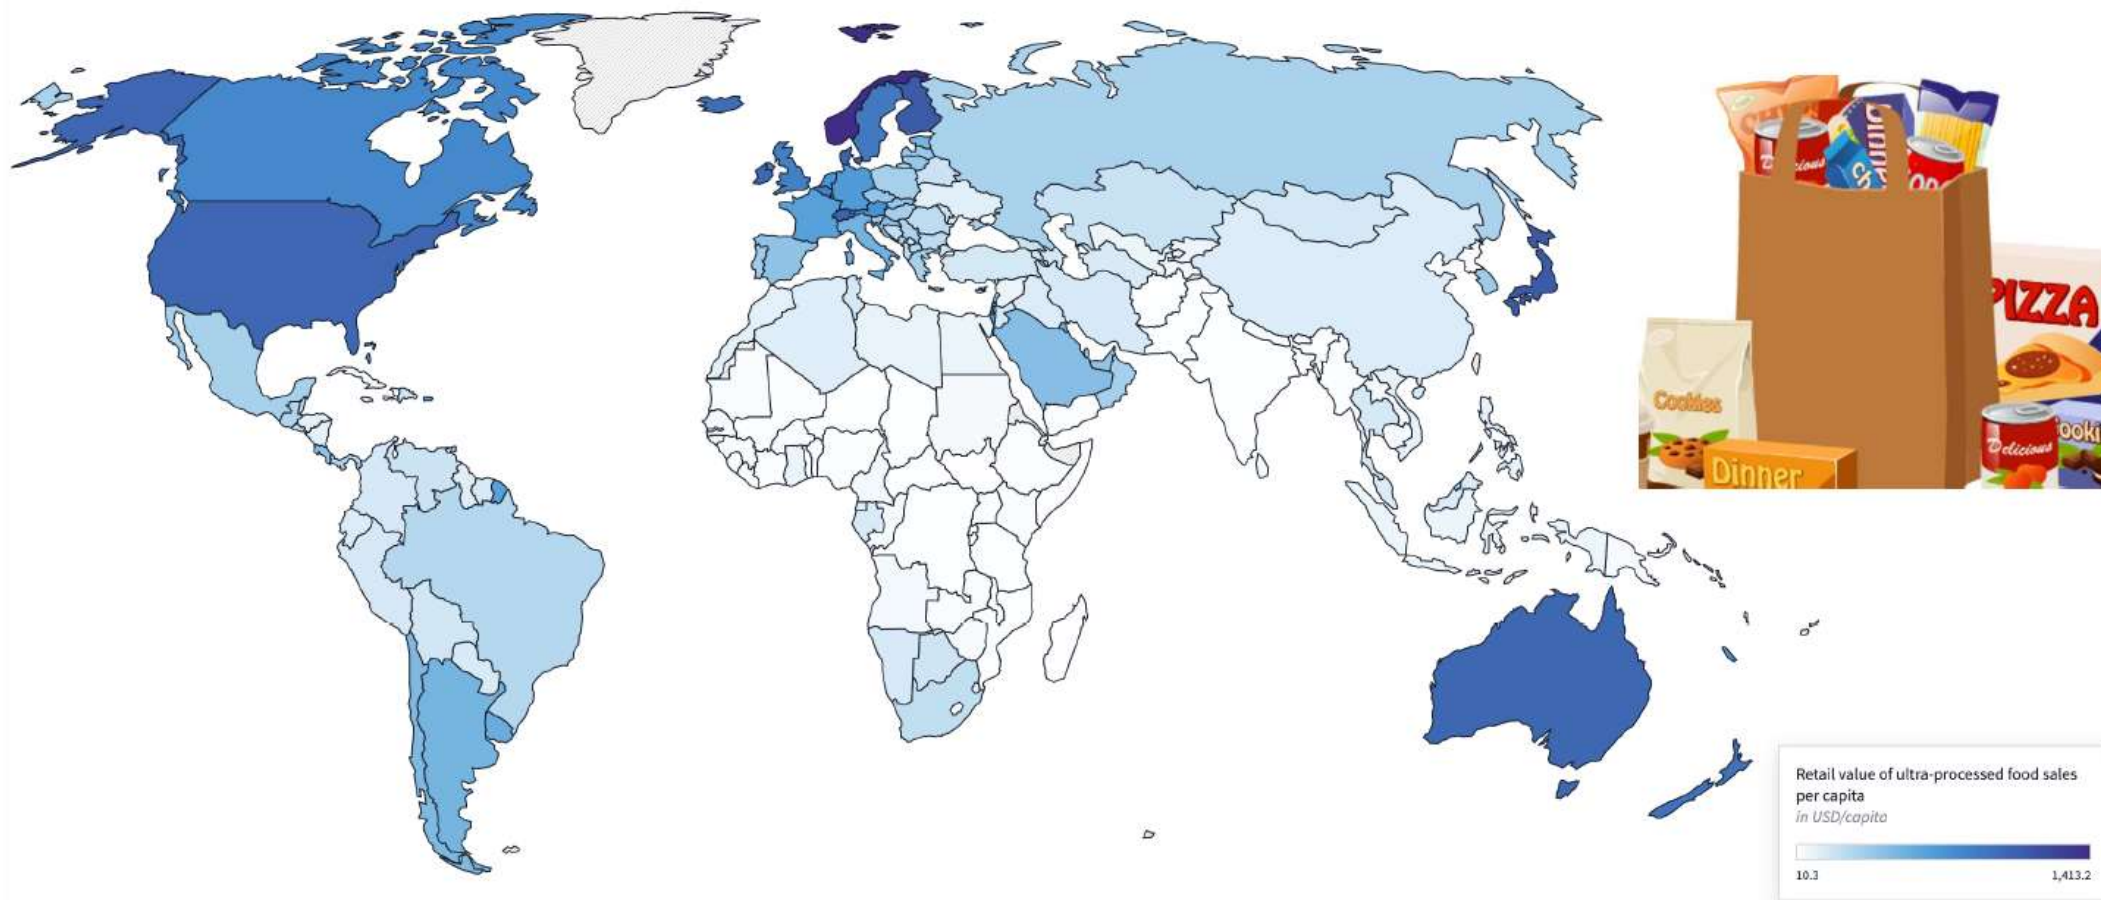 Delicious
PIZZA
Cookies
Dinner
Delicious
Retail value of ultra-processed food sales
per capita
in USD/capita
10.3
1,413.2